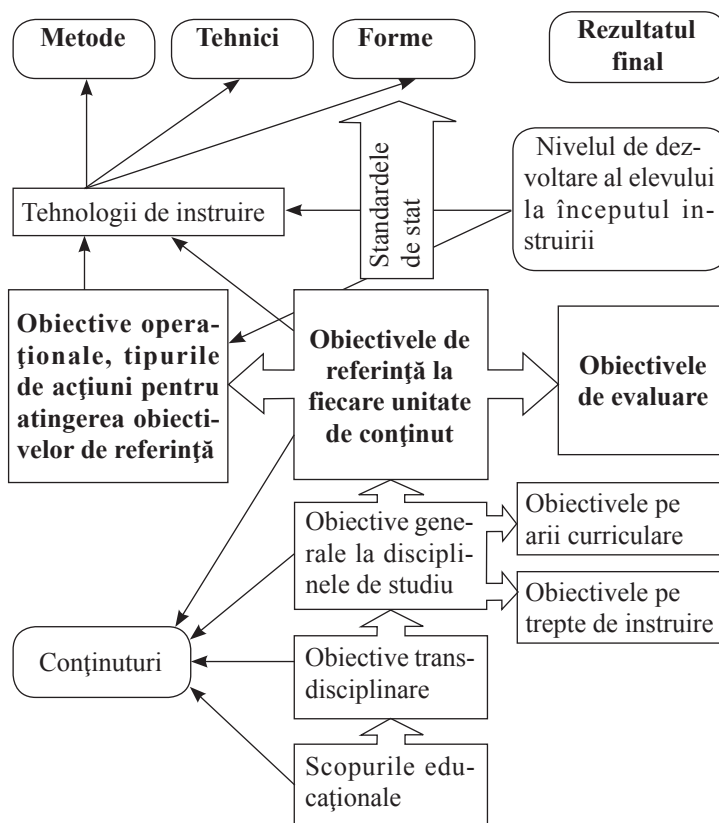 Metode
Tehnici
Forme
Rezultatul
final
Nivelul de dez-
voltare al elevului
la începutul in-
struirii
Standardele
de stat
Tehnologii de instruire
Obiective opera-
ţionale, tipurile
de acţiuni pentru
atingerea obiecti-
velor de referinţă
Obiectivele de
referinţă la
fiecare unitate
de conţinut
Obiectivele
de evaluare
Obiective gene-
rale la discipli-
nele de studiu
Obiectivele pe
arii curriculare
Obiectivele pe
trepte de instruire
Conţinuturi
Obiective trans-
disciplinare
Scopurile edu-
caţionale